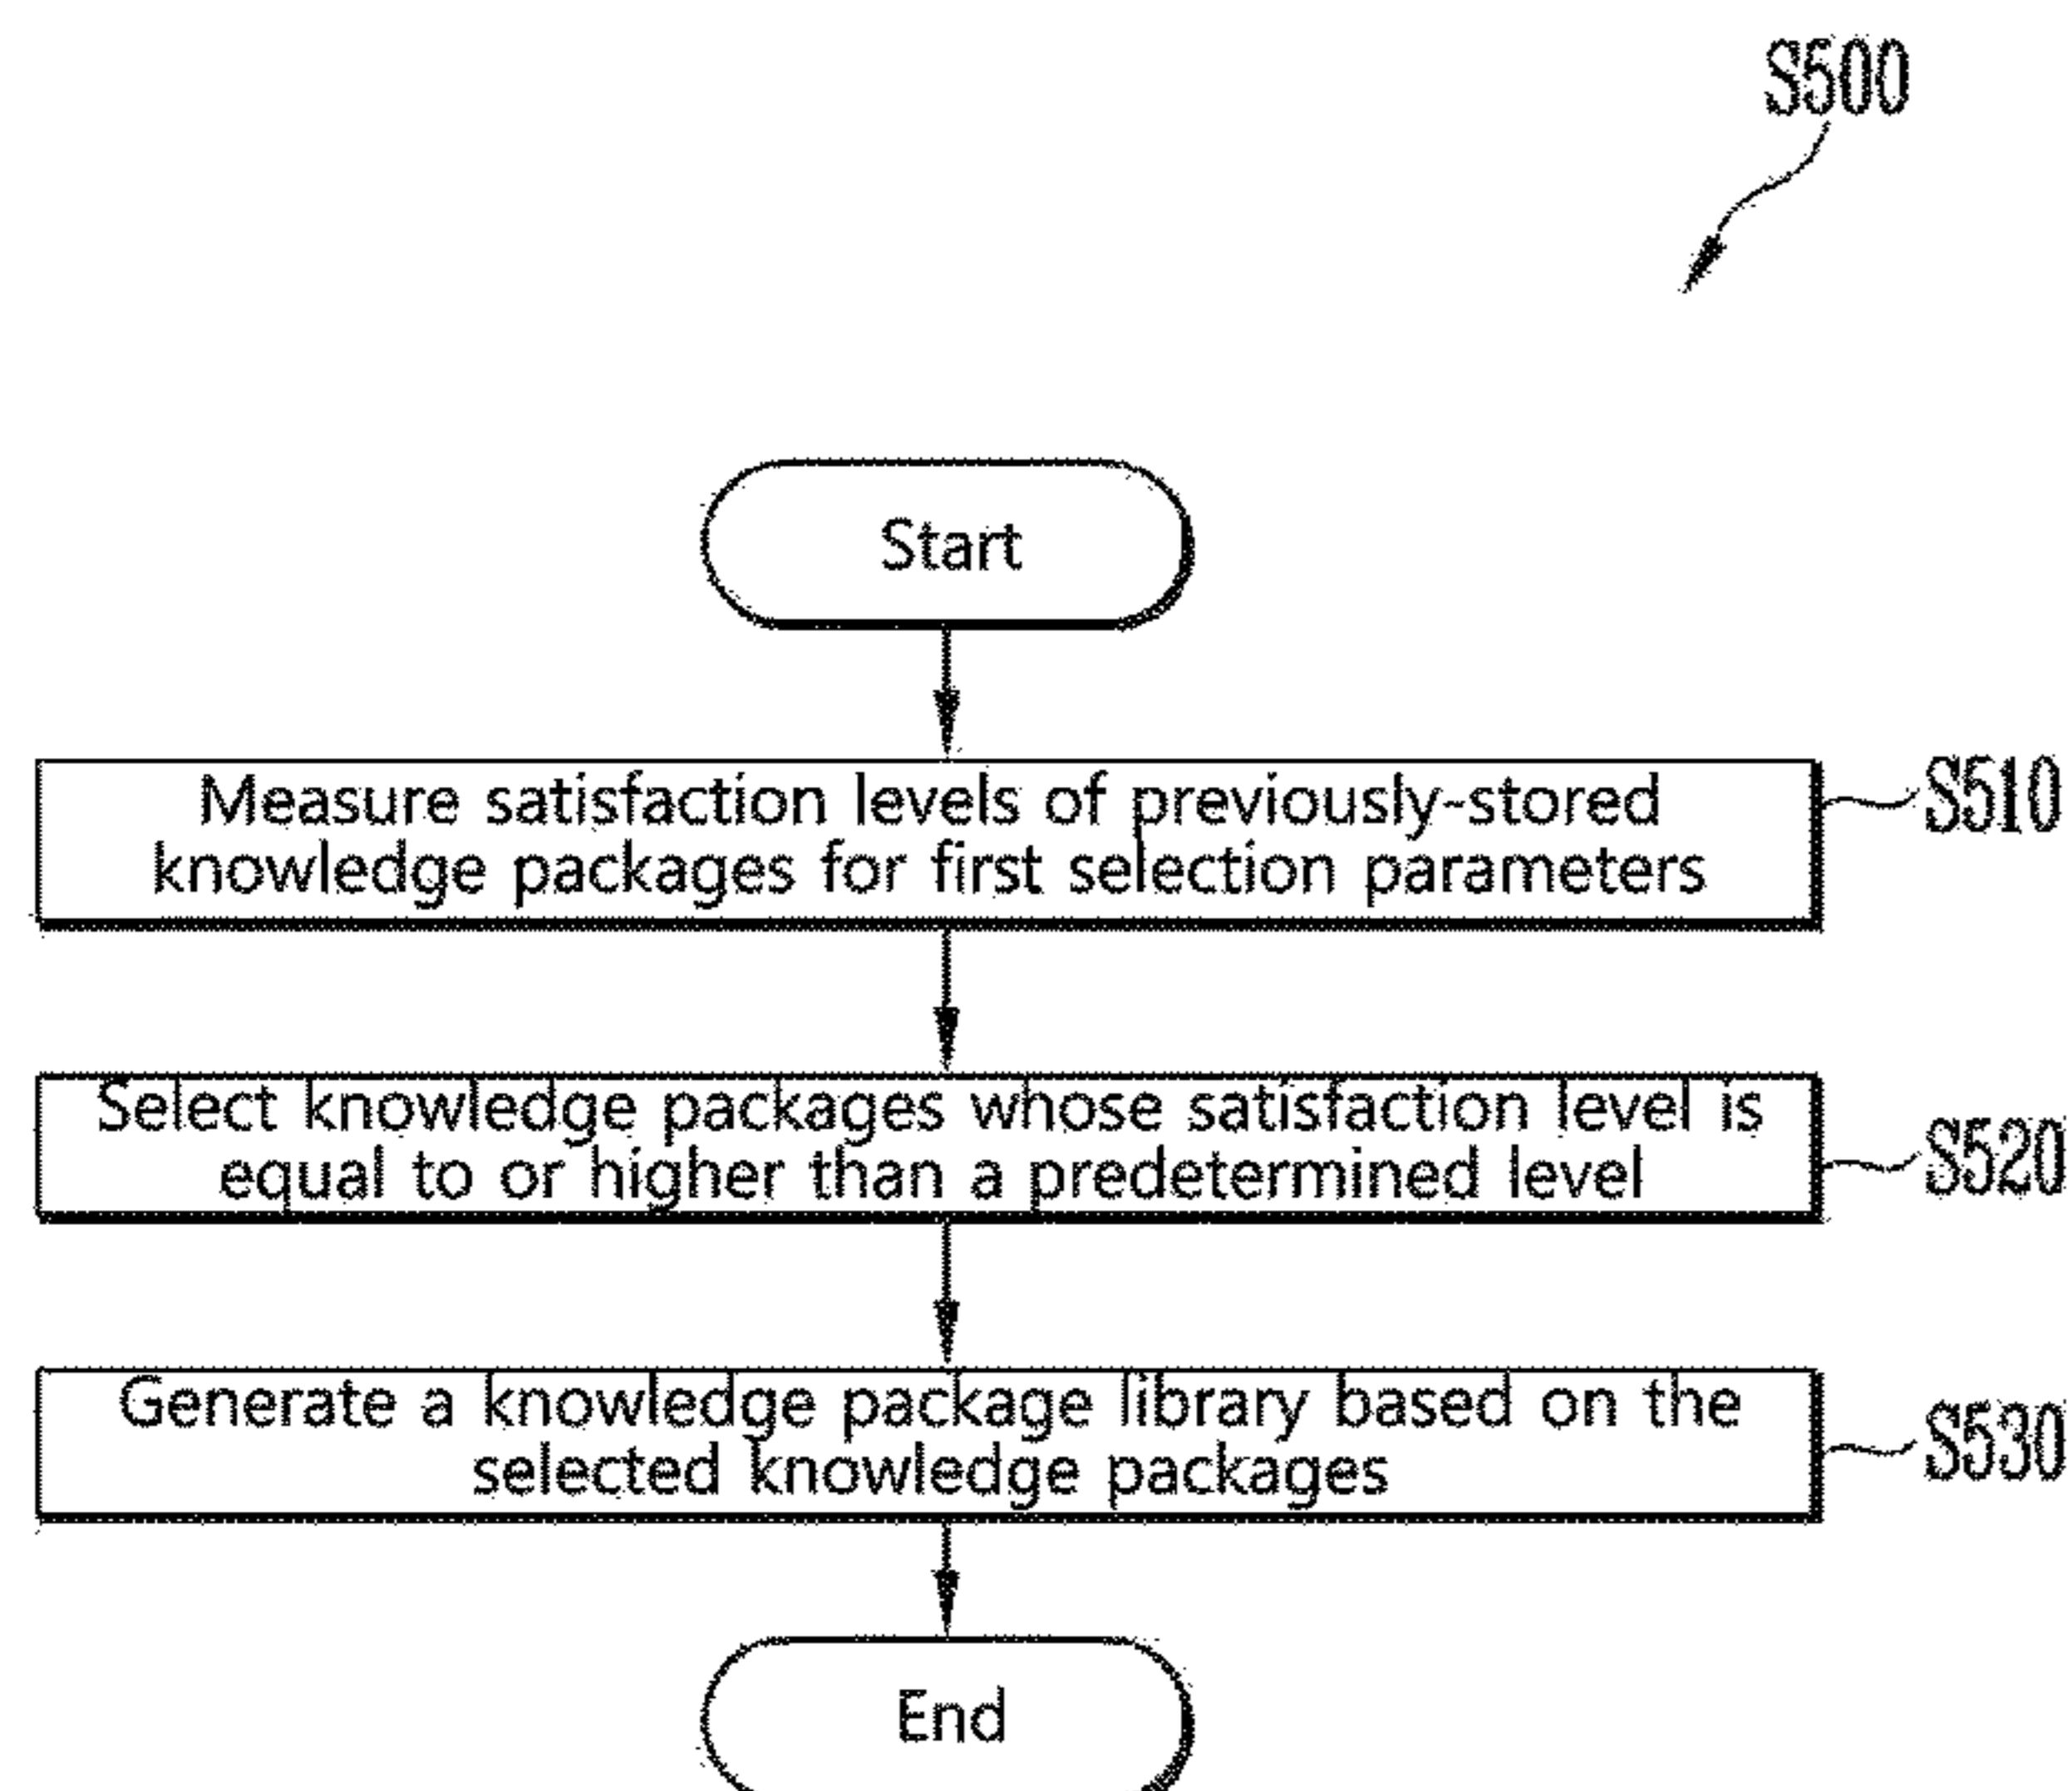 S500
Start
Measure satisfaction levels of previously-stored
knowledge packages for first selection parameters
S510
Select knowledge packages whose satisfaction level is
equal to or higher than a predetermined level
S520
Generate a knowledge package library based on the
selected knowledge packages
S530
End